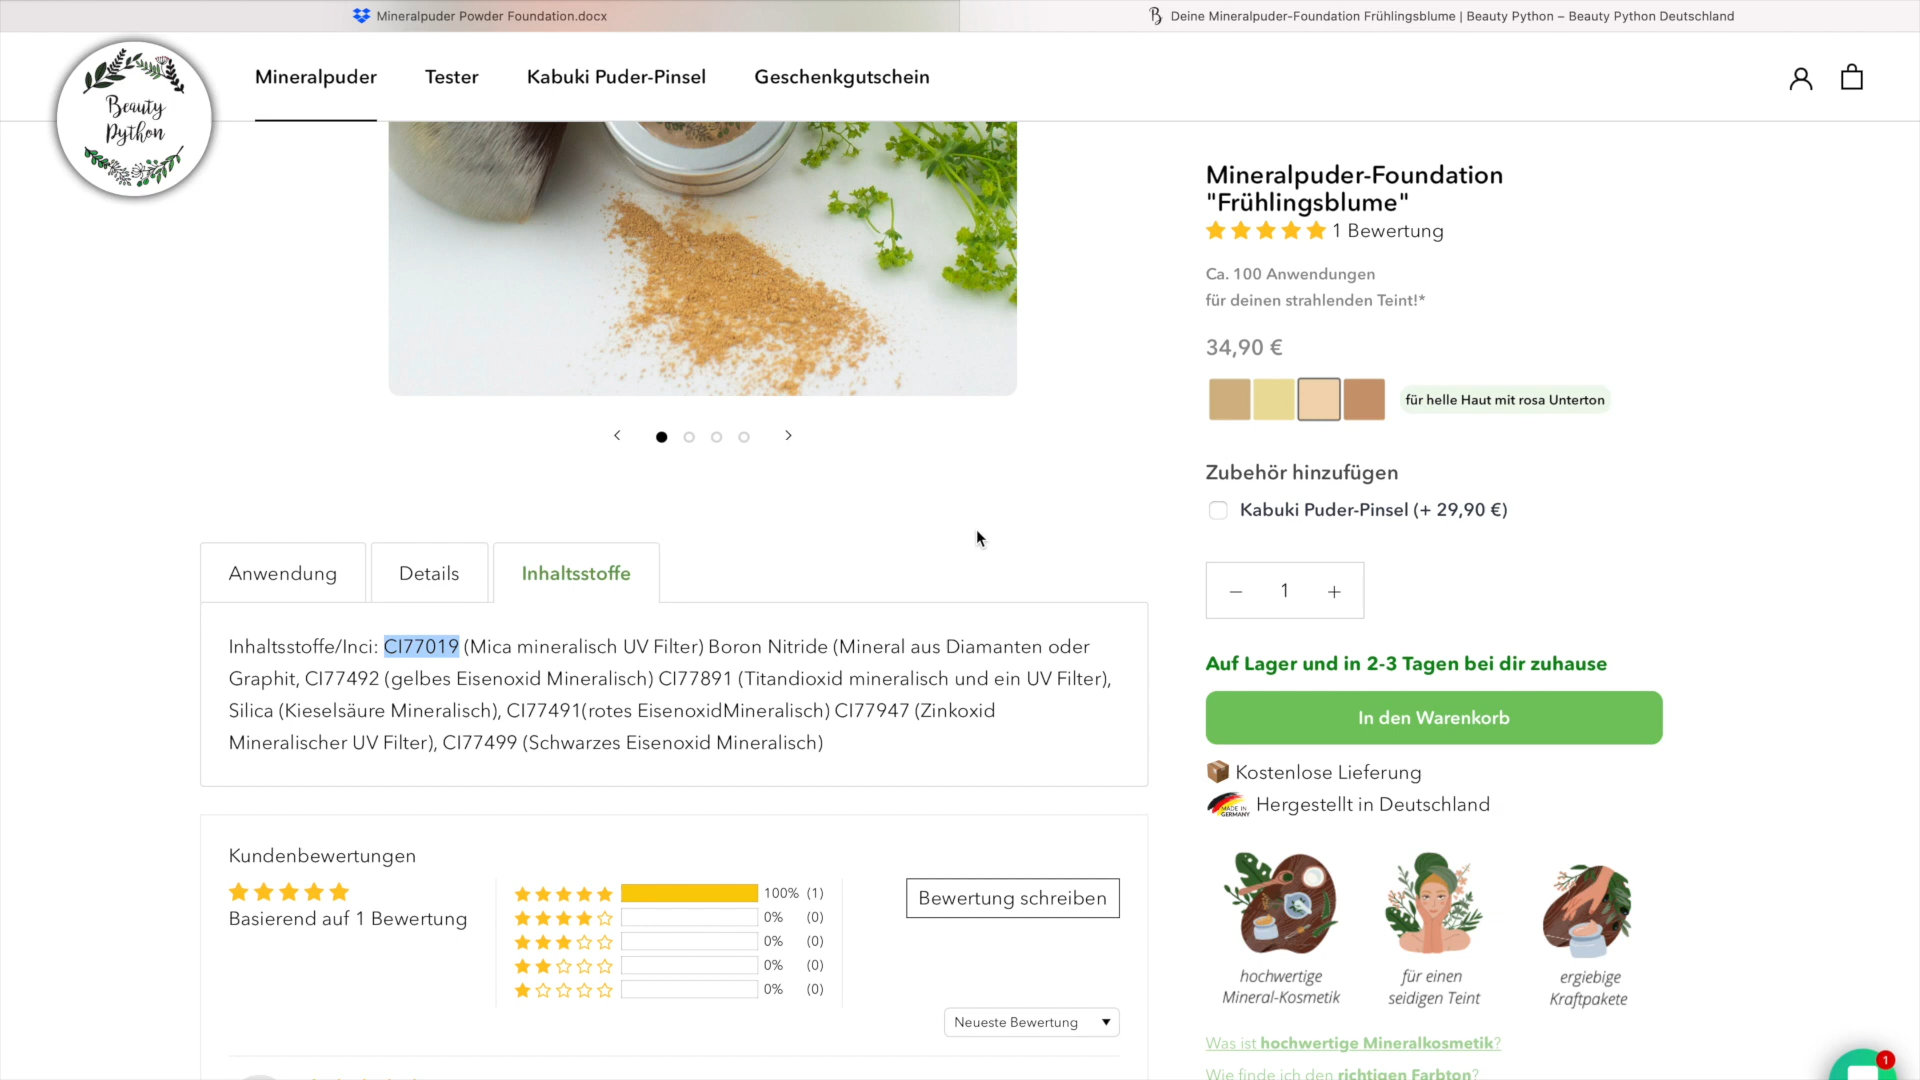 Mineralpuder Powder Foundation.docx
Deine Mineralpuder-Foundation Frühlingsblume | Beauty Python – Beauty Python Deutschland
Beauty
Python
Mineralpuder
Tester
Kabuki Puder-Pinsel
Geschenkgutschein
Mineralpuder-Foundation
"Frühlingsblume"
1 Bewertung
Ca. 100 Anwendungen
für deinen strahlenden Teint!*
34,90 €
für helle Haut mit rosa Unterton
Zubehör hinzufügen
Kabuki Puder-Pinsel (+ 29,90 €)
− 1 +
Auf Lager und in 2-3 Tagen bei dir zuhause
In den Warenkorb
Kostenlose Lieferung
MADE IN
GERMANY
Hergestellt in Deutschland
hochwertige
Mineral-Kosmetik
für einen
seidigen Teint
ergiebige
Kraftpakete
Was ist hochwertige Mineralkosmetik?
Wie finde ich den richtigen Farbton?
1
Anwendung
Details
Inhaltsstoffe
Inhaltsstoffe/Inci: CI77019 (Mica mineralisch UV Filter) Boron Nitride (Mineral aus Diamanten oder
Graphit, CI77492 (gelbes Eisenoxid Mineralisch) CI77891 (Titandioxid mineralisch und ein UV Filter),
Silica (Kieselsäure Mineralisch), CI77491(rotes EisenoxidMineralisch) CI77947 (Zinkoxid
Mineralischer UV Filter), CI77499 (Schwarzes Eisenoxid Mineralisch)
Kundenbewertungen
Basierend auf 1 Bewertung
100% (1)
0% (0)
0% (0)
0% (0)
0% (0)
Bewertung schreiben
Neueste Bewertung